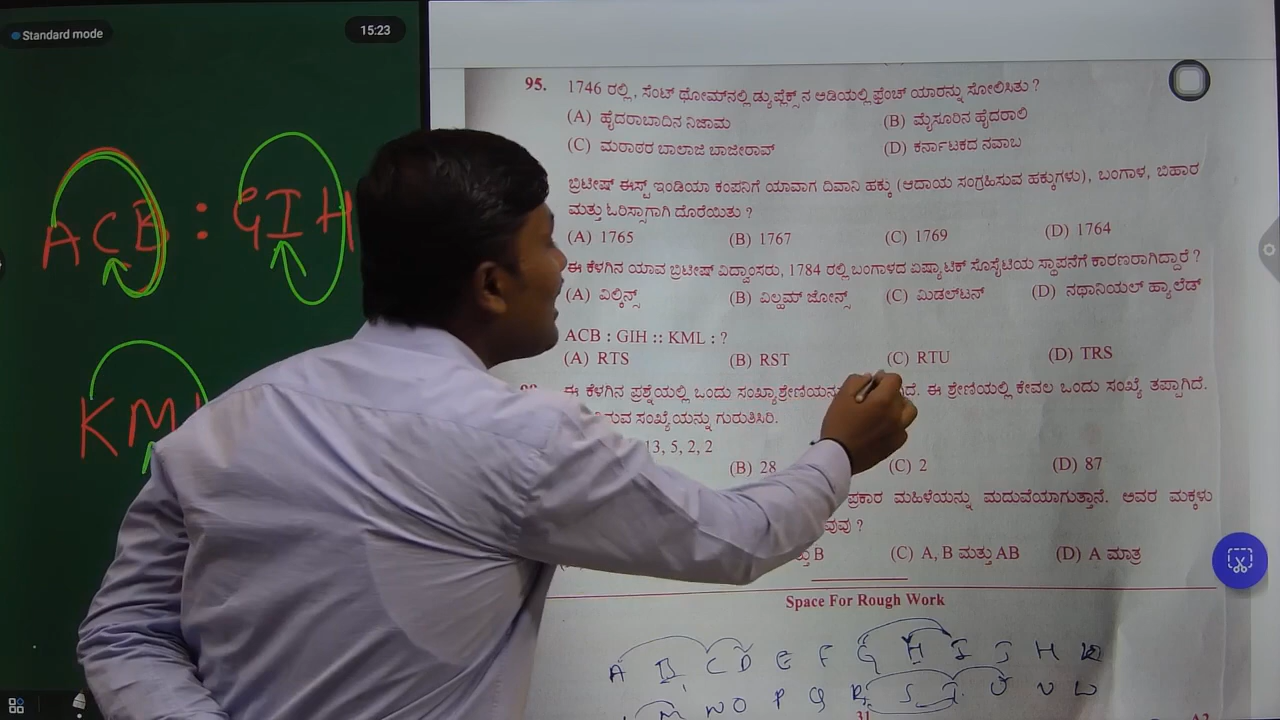 Standard mode
15:23
ACB : GIH
KM
95. 1746 ರಲ್ಲಿ, ಸೆಂಟ್ ಥೋಮ್‌ನಲ್ಲಿ ಡ್ಯುಪ್ಲೆಕ್ಸ್ ನ ಅಡಿಯಲ್ಲಿ ಫ್ರೆಂಚ್ ಯಾರನ್ನು ಸೋಲಿಸಿತು ?
(A) ಹೈದರಾಬಾದಿನ ನಿಜಾಮ (B) ಮೈಸೂರಿನ ಹೈದರಾಲಿ
(C) ಮರಾಠರ ಬಾಲಾಜಿ ಬಾಜೀರಾವ್ (D) ಕರ್ನಾಟಕದ ನವಾಬ
ಬ್ರಿಟೀಷ್ ಈಸ್ಟ್ ಇಂಡಿಯಾ ಕಂಪನಿಗೆ ಯಾವಾಗ ದಿವಾನಿ ಹಕ್ಕು (ಆದಾಯ ಸಂಗ್ರಹಿಸುವ ಹಕ್ಕುಗಳು), ಬಂಗಾಳ, ಬಿಹಾರ
ಮತ್ತು ಓರಿಸ್ಸಾಗಾಗಿ ದೊರೆಯಿತು ?
(A) 1765 (B) 1767 (C) 1769 (D) 1764
ಈ ಕೆಳಗಿನ ಯಾವ ಬ್ರಿಟೀಷ್ ವಿದ್ವಾಂಸರು, 1784 ರಲ್ಲಿ ಬಂಗಾಳದ ಏಷ್ಯಾಟಿಕ್ ಸೊಸೈಟಿಯ ಸ್ಥಾಪನೆಗೆ ಕಾರಣರಾಗಿದ್ದಾರೆ ?
(A) ವಿಲ್ಕಿನ್ಸ್ (B) ವಿಲ್ಹಮ್ ಜೋನ್ಸ್ (C) ಮಿಡಲ್‌ಟನ್ (D) ನಥಾನಿಯಲ್ ಹ್ಯಾಲೆಡ್
ACB : GIH :: KML : ?
(A) RTS (B) RST (C) RTU (D) TRS
ಈ ಕೆಳಗಿನ ಪ್ರಶ್ನೆಯಲ್ಲಿ ಒಂದು ಸಂಖ್ಯಾಶ್ರೇಣಿಯನ್ನು ಈ ಶ್ರೇಣಿಯಲ್ಲಿ ಕೇವಲ ಒಂದು ಸಂಖ್ಯೆ ತಪ್ಪಾಗಿದೆ.
ಸಂಖ್ಯೆಯನ್ನು ಗುರುತಿಸಿರಿ.
13, 5, 2, 2
(B) 28 (C) 2 (D) 87
ಪ್ರಕಾರ ಮಹಿಳೆಯನ್ನು ಮದುವೆಯಾಗುತ್ತಾನೆ. ಅವರ ಮಕ್ಕಳು
B (C) A, B ಮತ್ತು AB (D) A ಮಾತ್ರ
Space For Rough Work
A B C D E F G H I J
M N O P Q R S T U
31